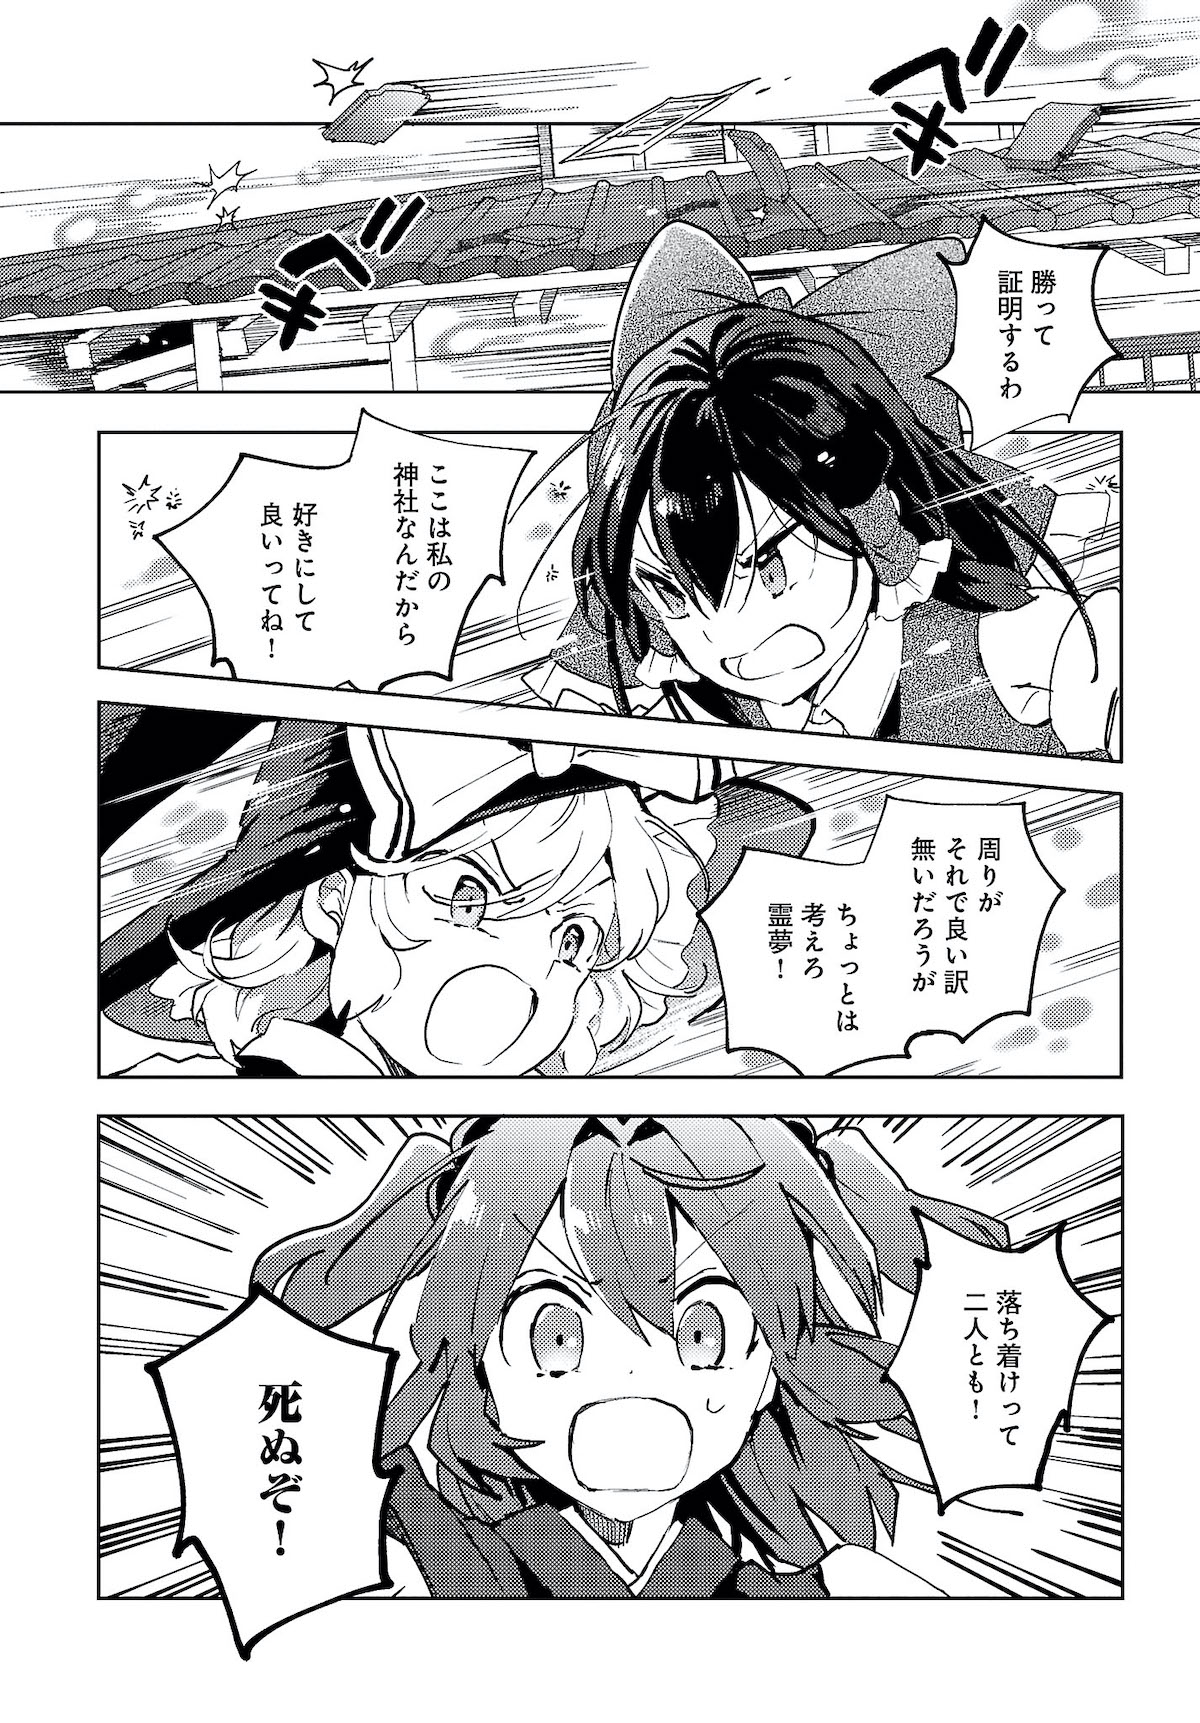 バキ
バキ
勝って
証明するわ
ここは私の
神社なんだから
好きにして
良いってね！
周りが
それで良い訳
無いだろうが
ちょっとは
考えろ
霊夢！
落ち着けって
二人とも！
死ぬぞ！